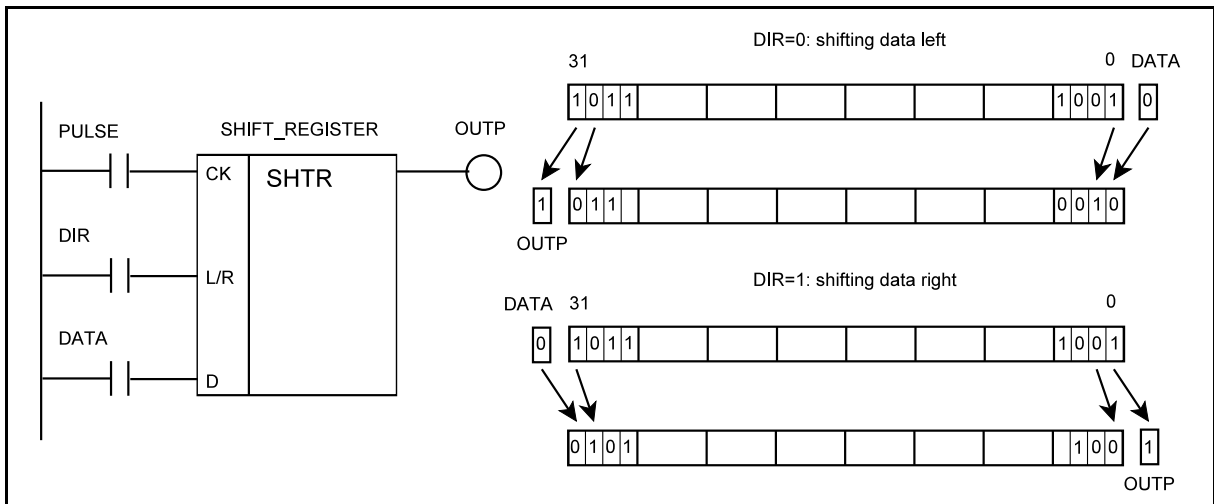 PULSE
SHIFT_REGISTER
OUTP
CK
SHTR
DIR
L/R
DATA
D
DIR=0: shifting data left
31 0 DATA
1 0 1 1 1 0 0 1 0
1 0 1 1 0 0 1 0
OUTP
DIR=1: shifting data right
DATA 31 0
0 1 0 1 1 1 0 0 1
0 1 0 1 1 0 0 1
OUTP